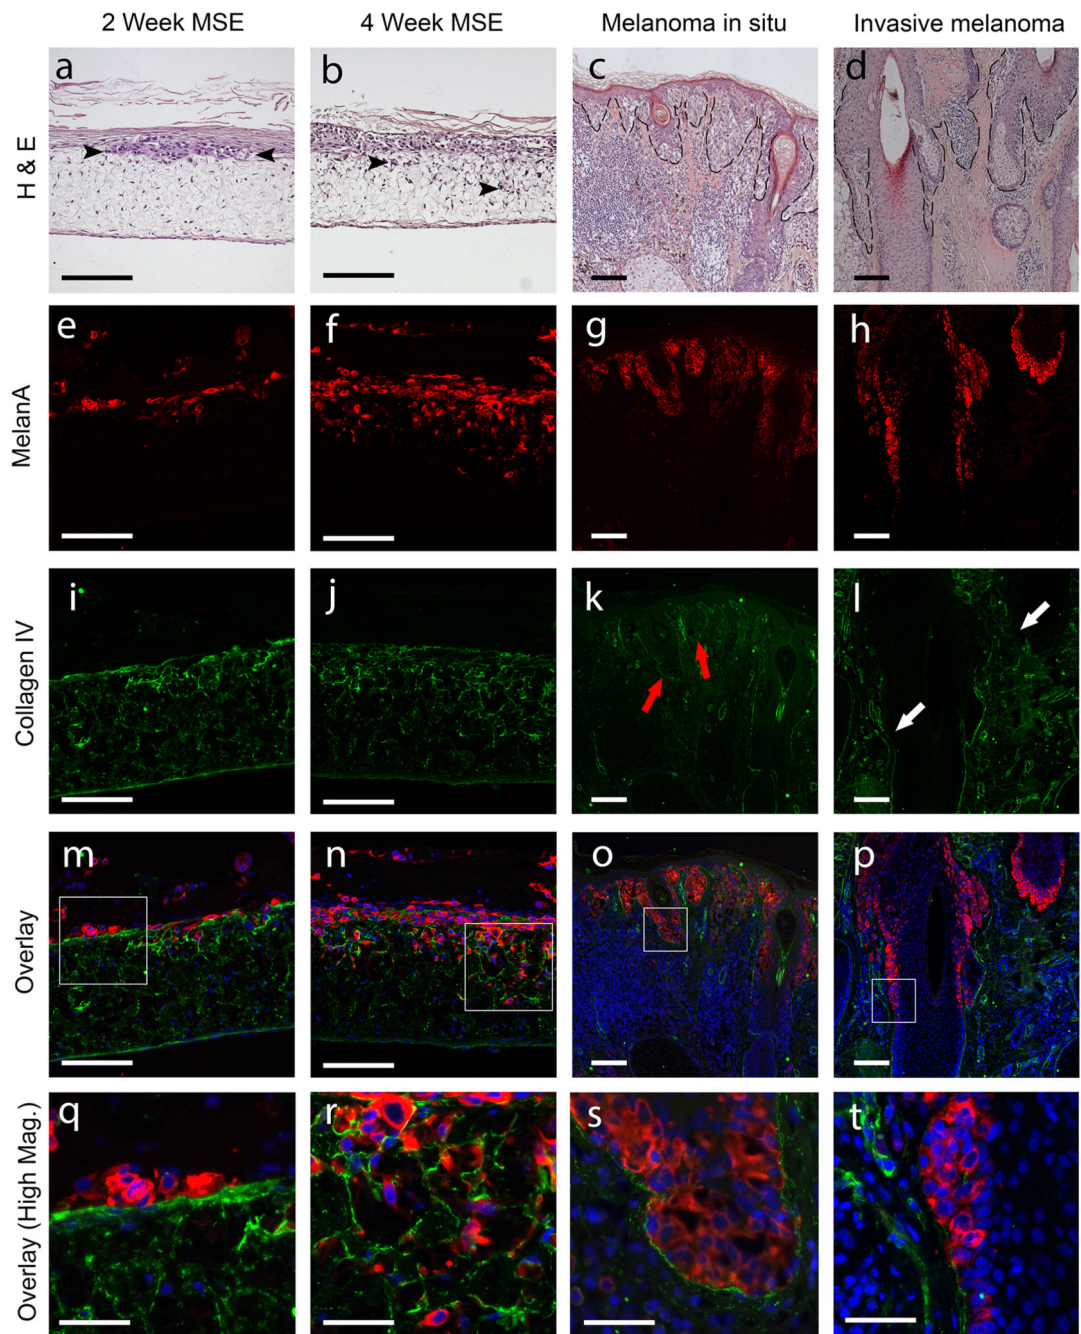 2 Week MSE 4 Week MSE Melanoma in situ Invasive melanoma
H & E
a b c d
MelanA
e f g h
Collagen IV
i j k l
Overlay
m n o p
Overlay (High Mag.)
q r s t